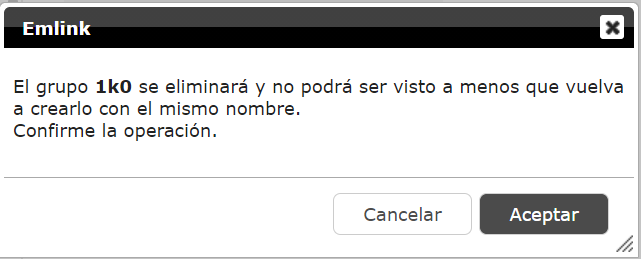 Emlink
El grupo 1k0 se eliminará y no podrá ser visto a menos que vuelva
a crearlo con el mismo nombre.
Confirme la operación.
Cancelar
Aceptar